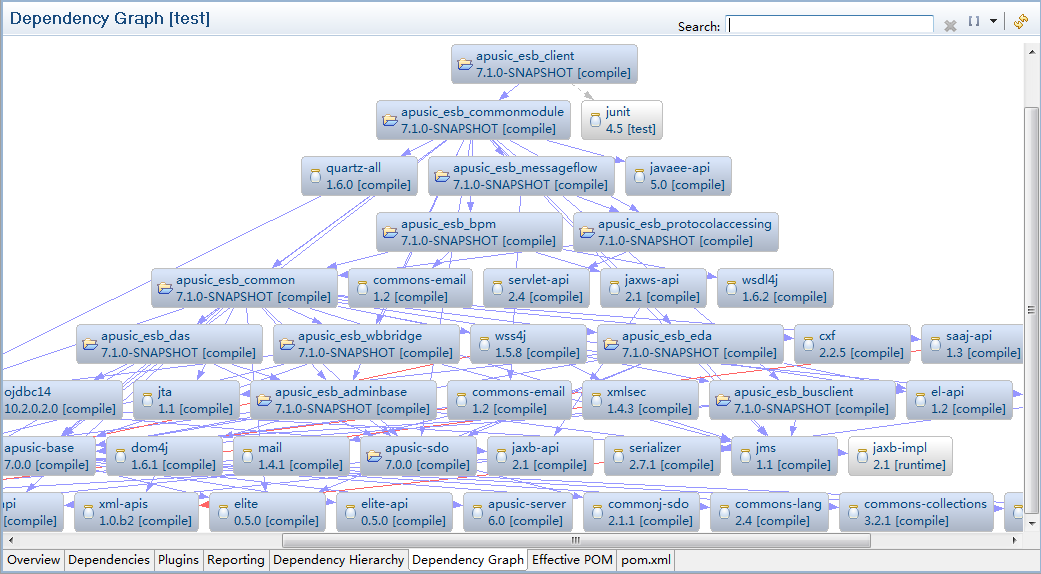 Dependency Graph [test]
Search:
apusic_esb_client
7.1.0-SNAPSHOT [compile]
apusic_esb_commonmodule
7.1.0-SNAPSHOT [compile]
junit
4.5 [test]
quartz-all
1.6.0 [compile]
apusic_esb_messageflow
7.1.0-SNAPSHOT [compile]
javaee-api
5.0 [compile]
apusic_esb_bpm
7.1.0-SNAPSHOT [compile]
apusic_esb_protocolaccessing
7.1.0-SNAPSHOT [compile]
apusic_esb_common
7.1.0-SNAPSHOT [compile]
commons-email
1.2 [compile]
servlet-api
2.4 [compile]
jaxws-api
2.1 [compile]
wsdl4j
1.6.2 [compile]
apusic_esb_das
7.1.0-SNAPSHOT [compile]
apusic_esb_wbbridge
7.1.0-SNAPSHOT [compile]
wss4j
1.5.8 [compile]
apusic_esb_eda
7.1.0-SNAPSHOT [compile]
cxf
2.2.5 [compile]
saaj-api
1.3 [compile]
ojdbc14
10.2.0.2.0 [compile]
jta
1.1 [compile]
apusic_esb_adminbase
7.1.0-SNAPSHOT [compile]
commons-email
1.2 [compile]
xmlsec
1.4.3 [compile]
apusic_esb_busclient
7.1.0-SNAPSHOT [compile]
el-api
1.2 [compile]
apusic-base
7.0.0 [compile]
dom4j
1.6.1 [compile]
mail
1.4.1 [compile]
apusic-sdo
7.0.0 [compile]
jaxb-api
2.1 [compile]
serializer
2.7.1 [compile]
jms
1.1 [compile]
jaxb-impl
2.1 [runtime]
api
[compile]
xml-apis
1.0.b2 [compile]
elite
0.5.0 [compile]
elite-api
0.5.0 [compile]
apusic-server
6.0 [compile]
commonj-sdo
2.1.1 [compile]
commons-lang
2.4 [compile]
commons-collections
3.2.1 [compile]
Overview Dependencies Plugins Reporting Dependency Hierarchy Dependency Graph Effective POM pom.xml